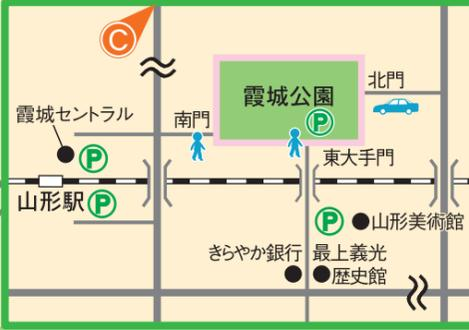 C
北門
霞城公園
P
霞城セントラル
南門
P
東大手門
山形駅
P
P
山形美術館
きらやか銀行
最上義光
歴史館